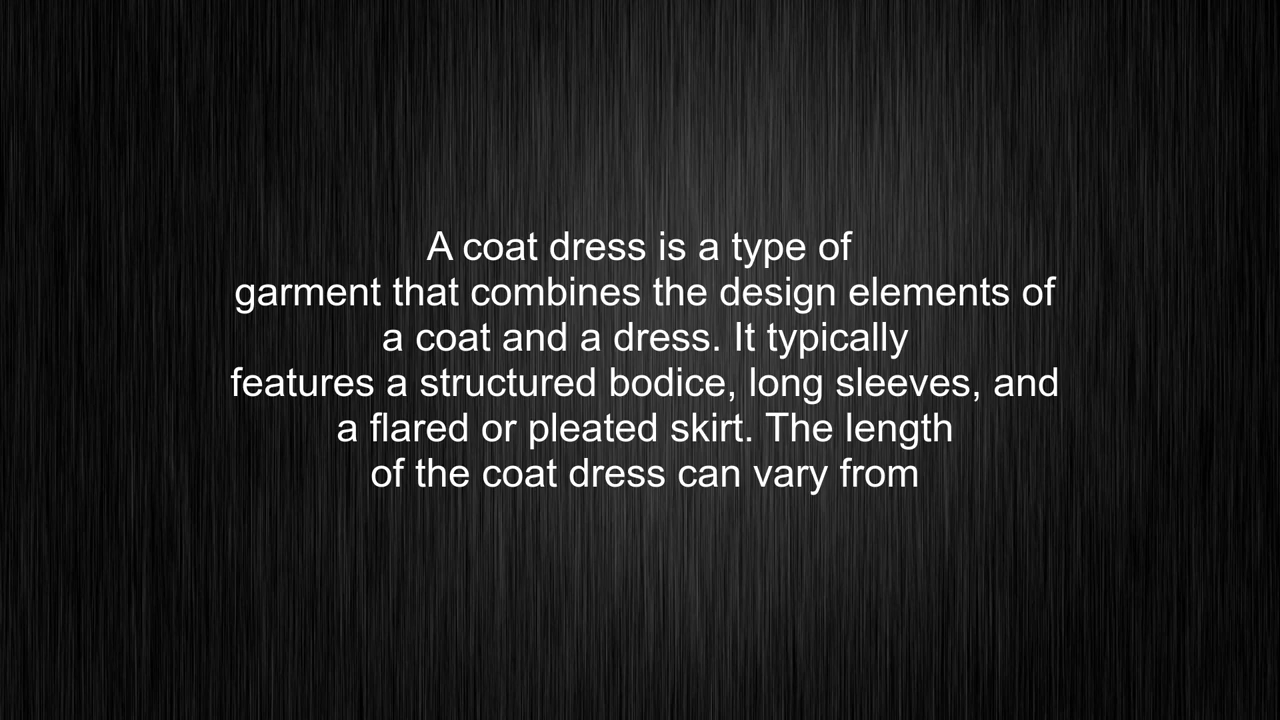 A coat dress is a type of
garment that combines the design elements of
a coat and a dress. It typically
features a structured bodice, long sleeves, and
a flared or pleated skirt. The length
of the coat dress can vary from